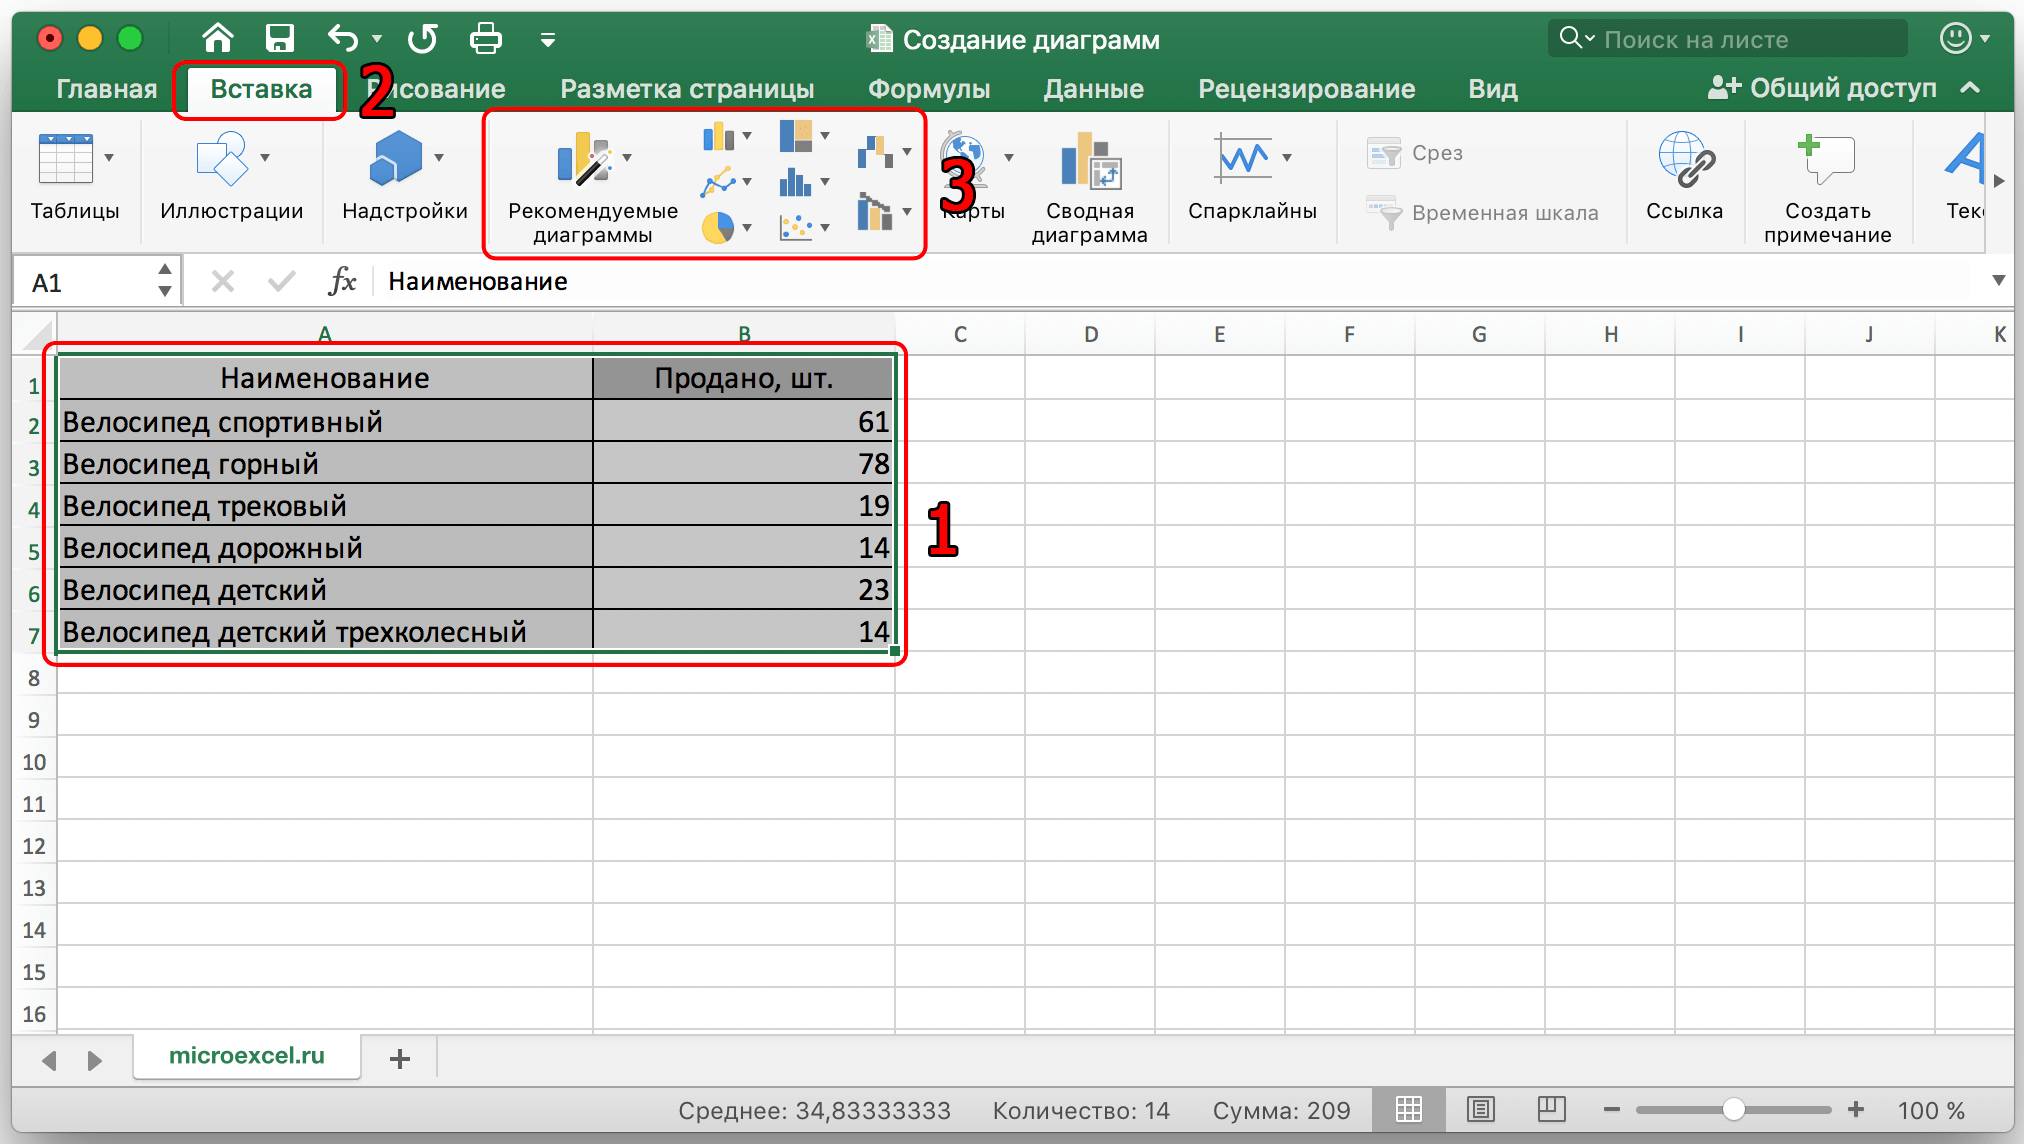 Создание диаграмм
Поиск на листе
Главная Вставка 2 исование Разметка страницы Формулы Данные Рецензирование Вид Общий доступ
Таблицы
Иллюстрации
Надстройки
Рекомендуемые
диаграммы
3
Карты
Сводная
диаграмма
Спарклайны
Срез
Временная шкала
Ссылка
Создать
примечание
Тек
A1 fx Наименование
A B C D E F G H I J K
1 Наименование Продано, шт.
2 Велосипед спортивный 61
3 Велосипед горный 78
4 Велосипед трековый 19
1
5 Велосипед дорожный 14
6 Велосипед детский 23
7 Велосипед детский трехколесный 14
8
9
10
11
12
13
14
15
16
microexcel.ru
Среднее: 34,83333333 Количество: 14 Сумма: 209 100 %